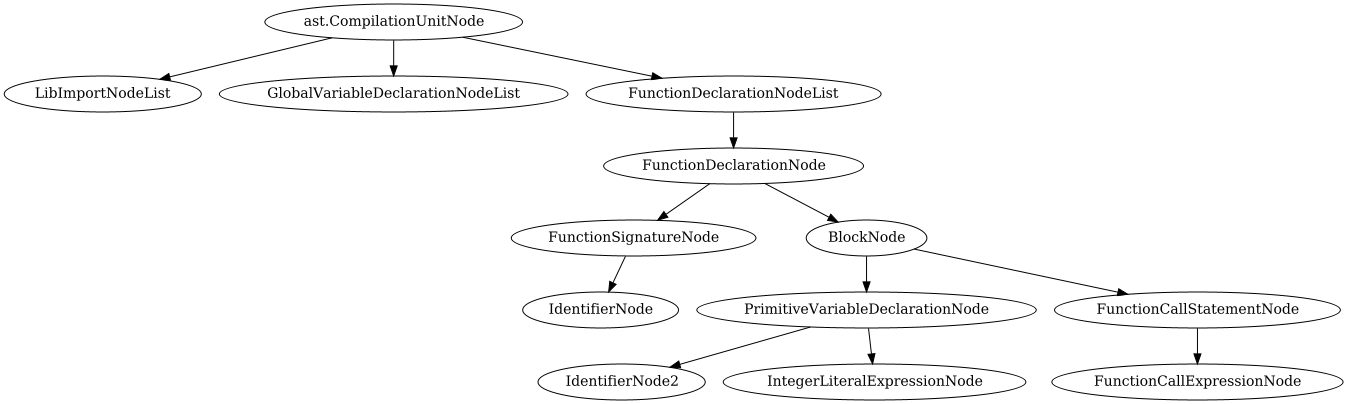 ast.CompilationUnitNode
LibImportNodeList
GlobalVariableDeclarationNodeList
FunctionDeclarationNodeList
FunctionDeclarationNode
FunctionSignatureNode
BlockNode
IdentifierNode
PrimitiveVariableDeclarationNode
FunctionCallStatementNode
IdentifierNode2
IntegerLiteralExpressionNode
FunctionCallExpressionNode